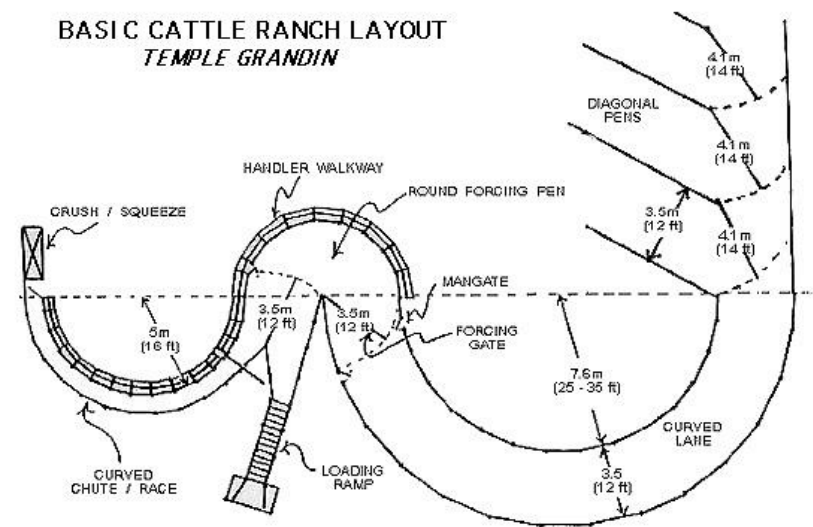 BASIC CATTLE RANCH LAYOUT
TEMPLE GRANDIN
4.1m
(14 ft)
DIAGONAL
PENS
4.1m
(14 ft)
HANDLER WALKWAY
ROUND FORCING PEN
CRUSH / SQUEEZE
3.5m
(12 ft)
4.1m
(14 ft)
MANGATE
3.5m
(12 ft)
3.5m
(12 ft)
5m
(16 ft)
FORCING
GATE
7.6m
(25 - 35 ft)
CURVED
LANE
CURVED
CHUTE / RACE
LOADING
RAMP
3.5
(12 ft)